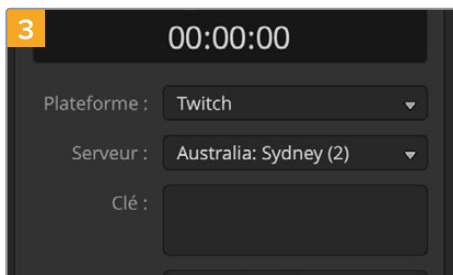 3
00:00:00
Plateforme : Twitch
Serveur : Australia: Sydney (2)
Clé :